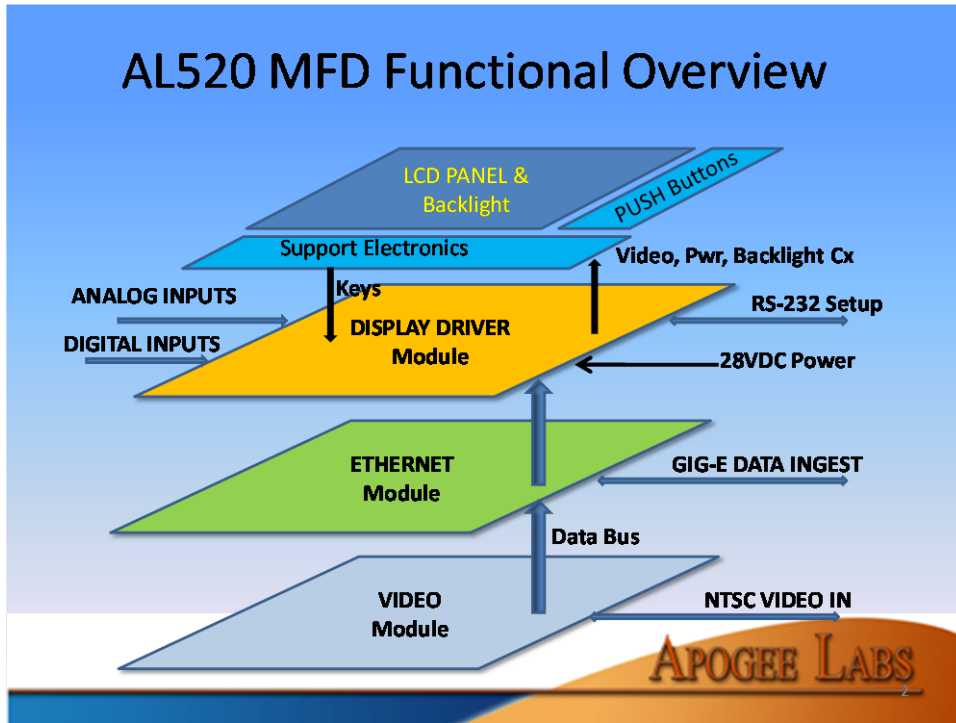 AL520 MFD Functional Overview
LCD PANEL &
Backlight
PUSH Buttons
Support Electronics
Video, Pwr, Backlight Cx
Keys
ANALOG INPUTS
RS-232 Setup
DISPLAY DRIVER
Module
DIGITAL INPUTS
28VDC Power
ETHERNET
Module
GIG-E DATA INGEST
Data Bus
VIDEO
Module
NTSC VIDEO IN
APOGEE LABS
2